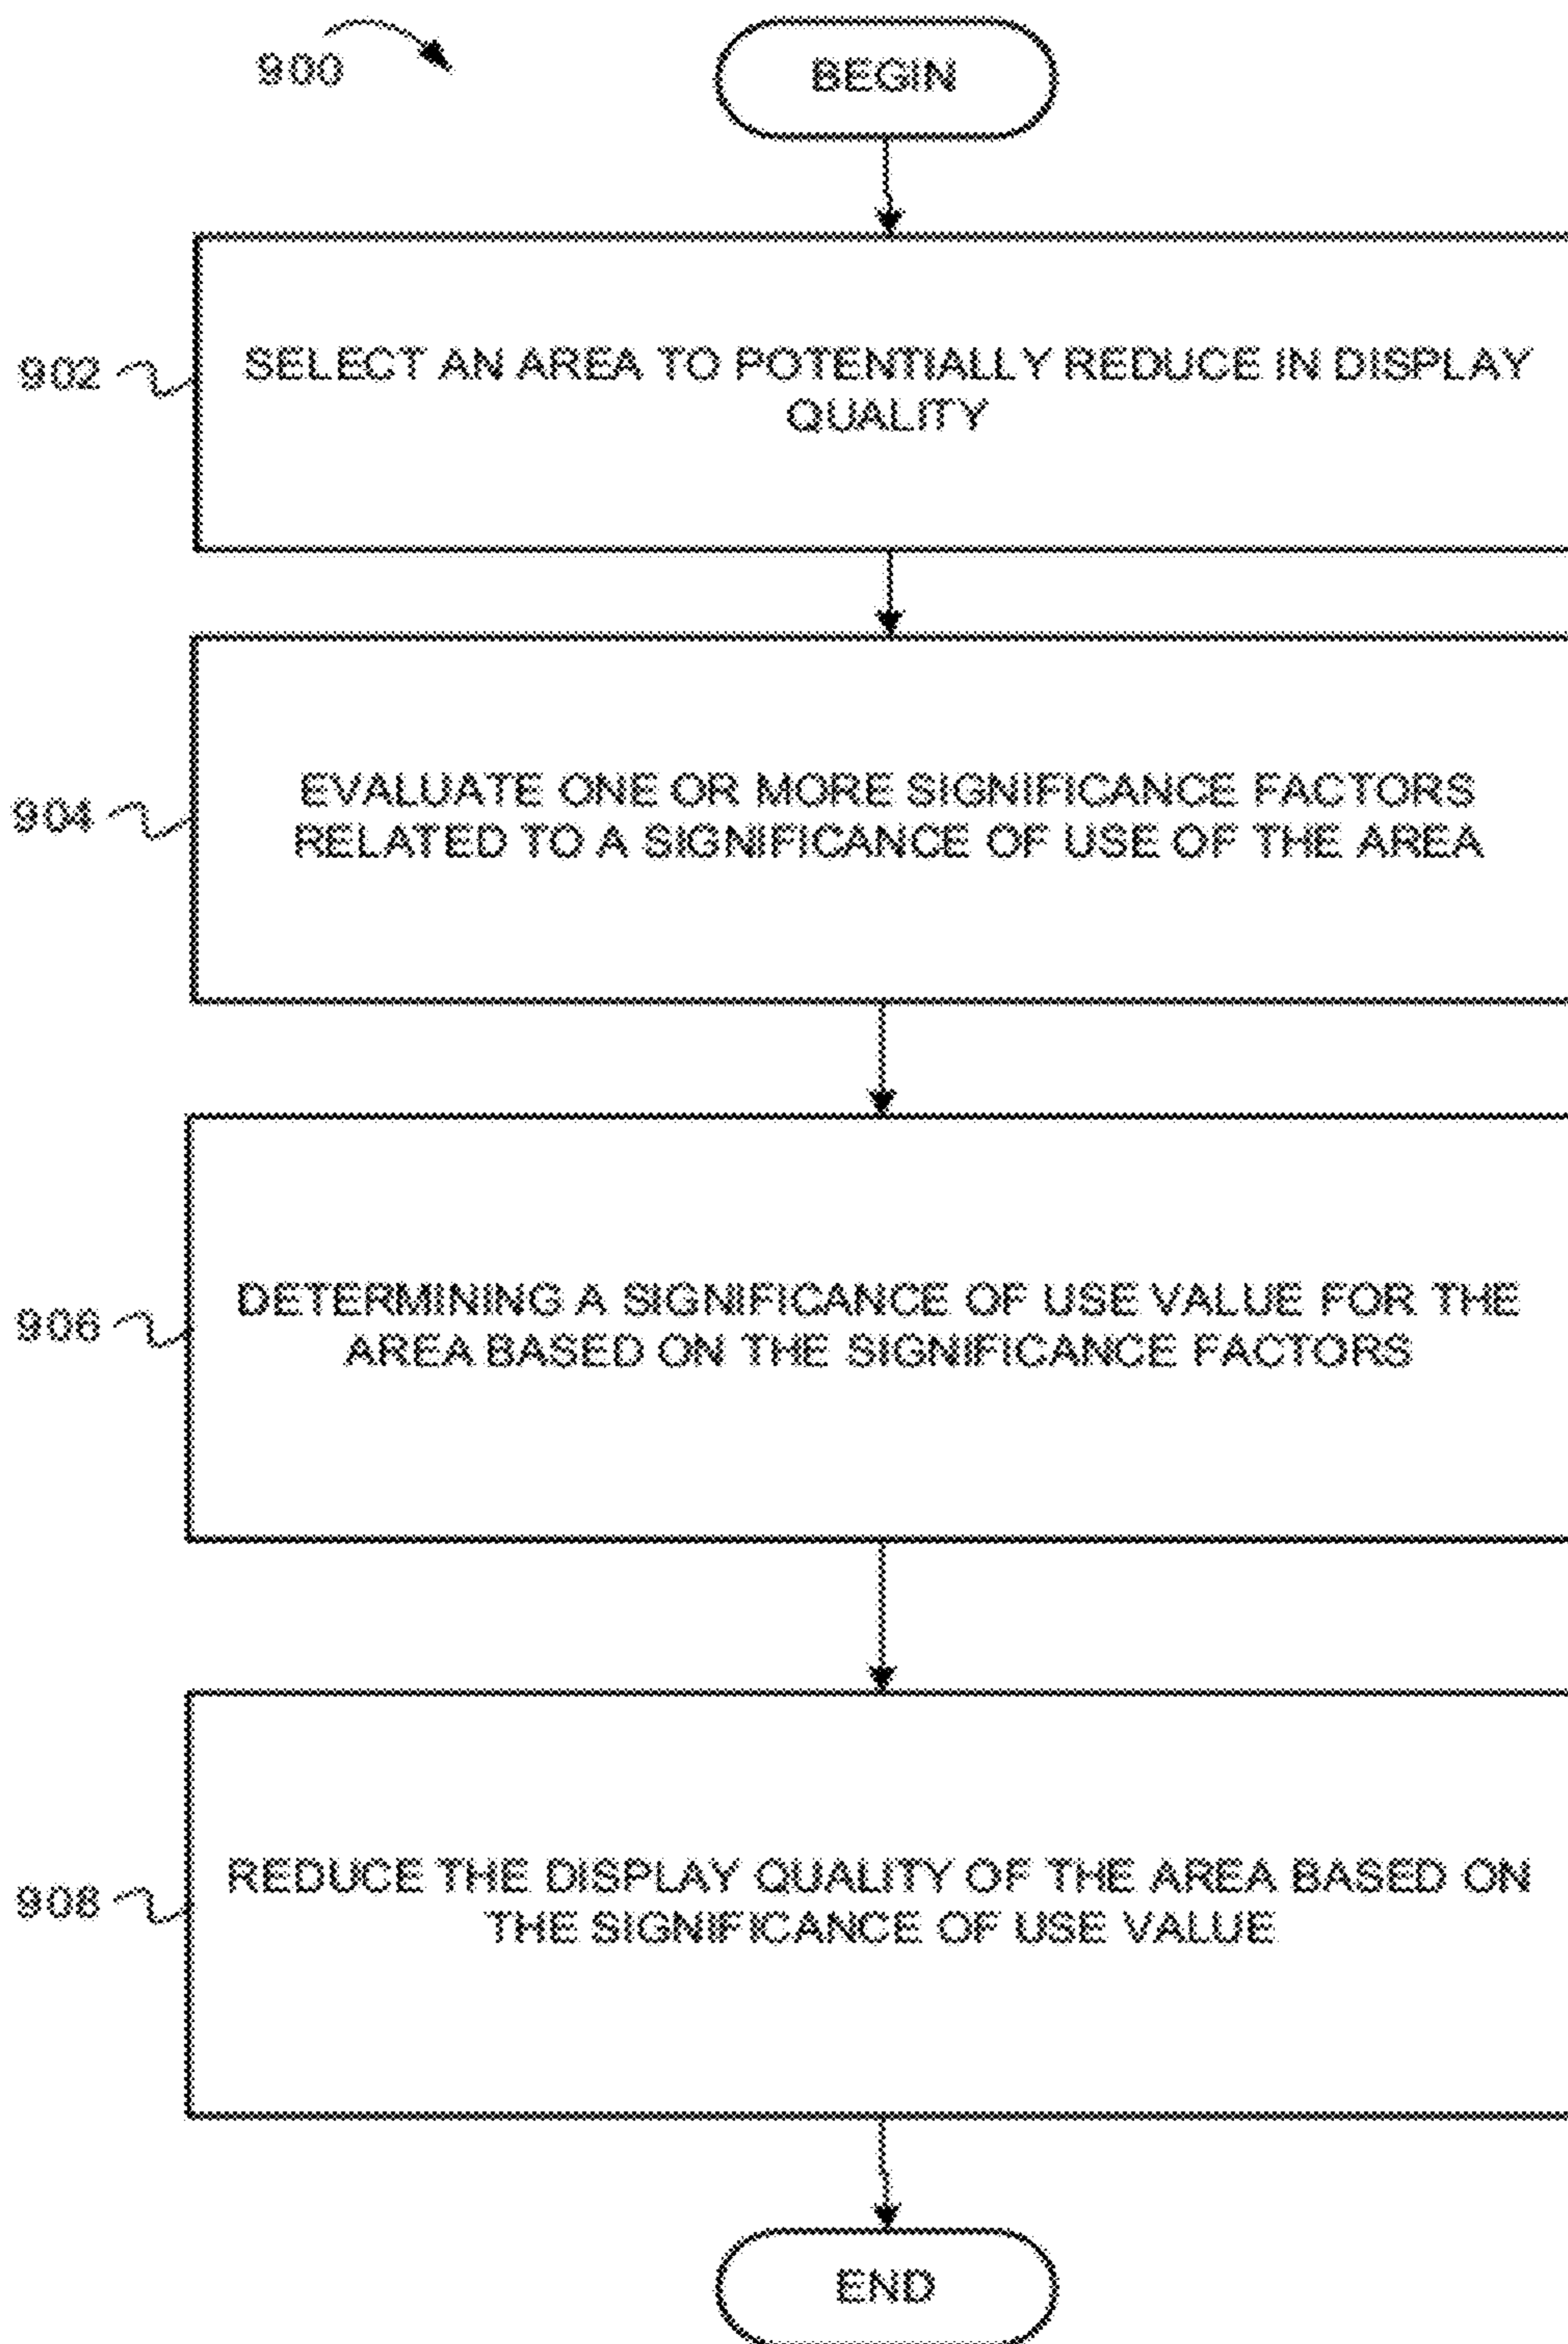 900
BEGIN
902
SELECT AN AREA TO POTENTIALLY REDUCE IN DISPLAY
QUALITY
904
EVALUATE ONE OR MORE SIGNIFICANCE FACTORS
RELATED TO A SIGNIFICANCE OF USE OF THE AREA
906
DETERMINING A SIGNIFICANCE OF USE VALUE FOR THE
AREA BASED ON THE SIGNIFICANCE FACTORS
908
REDUCE THE DISPLAY QUALITY OF THE AREA BASED ON
THE SIGNIFICANCE OF USE VALUE
END